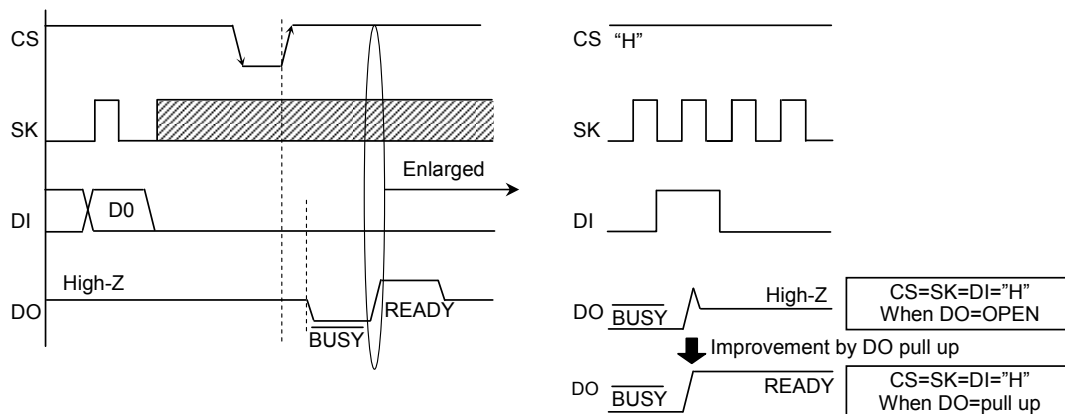 CS
SK
Enlarged
DI
D0
High-Z
DO
BUSY
READY
CS "H"
SK
DI
DO
BUSY
High-Z
CS=SK=DI="H"
When DO=OPEN
Improvement by DO pull up
DO
BUSY
READY
CS=SK=DI="H"
When DO=pull up